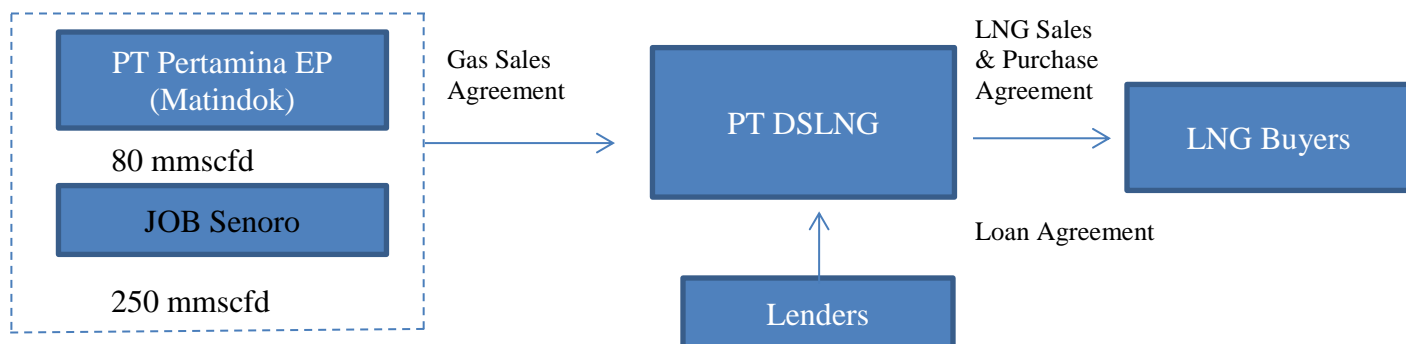 PT Pertamina EP
(Matindok)
80 mmscfd
JOB Senoro
250 mmscfd
Gas Sales
Agreement
PT DSLNG
LNG Sales
& Purchase
Agreement
LNG Buyers
Loan Agreement
Lenders